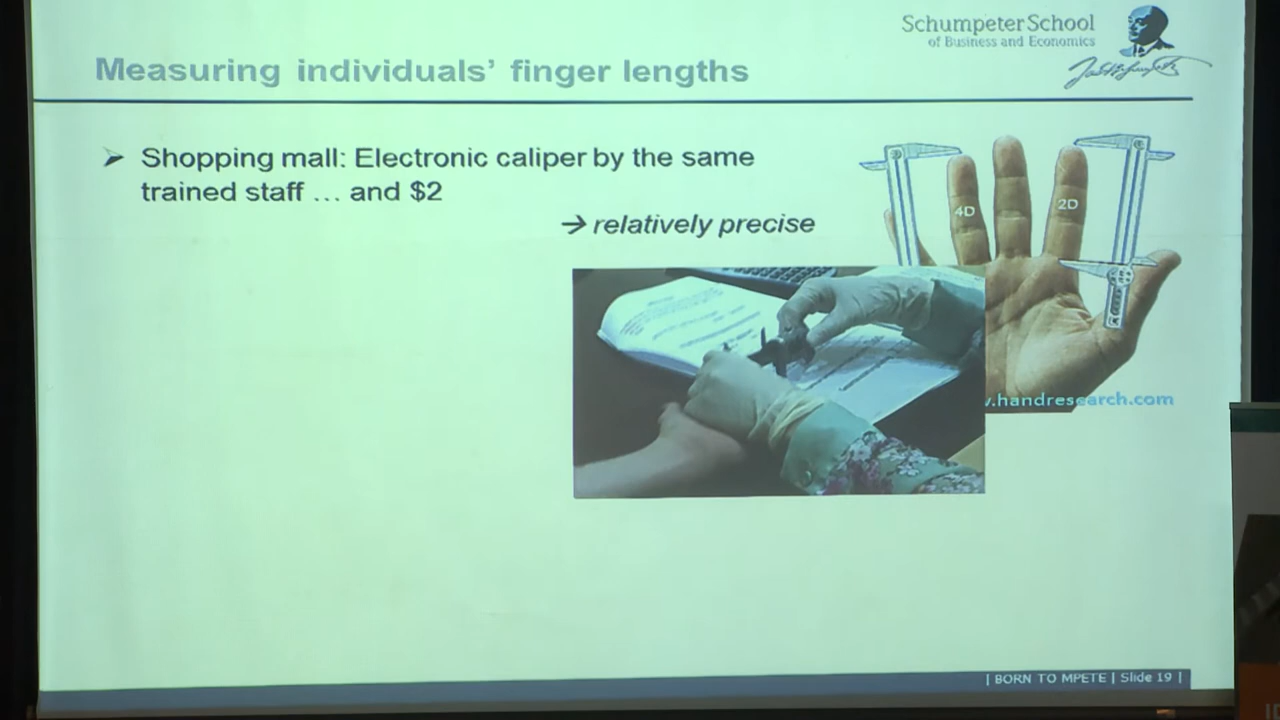 Schumpeter School
of Business and Economics
Measuring individuals’ finger lengths
➢ Shopping mall: Electronic caliper by the same
trained staff … and $2
→ relatively precise
4D
2D
.handresearch.com
| BORN TO MPETE | Slide 19 |